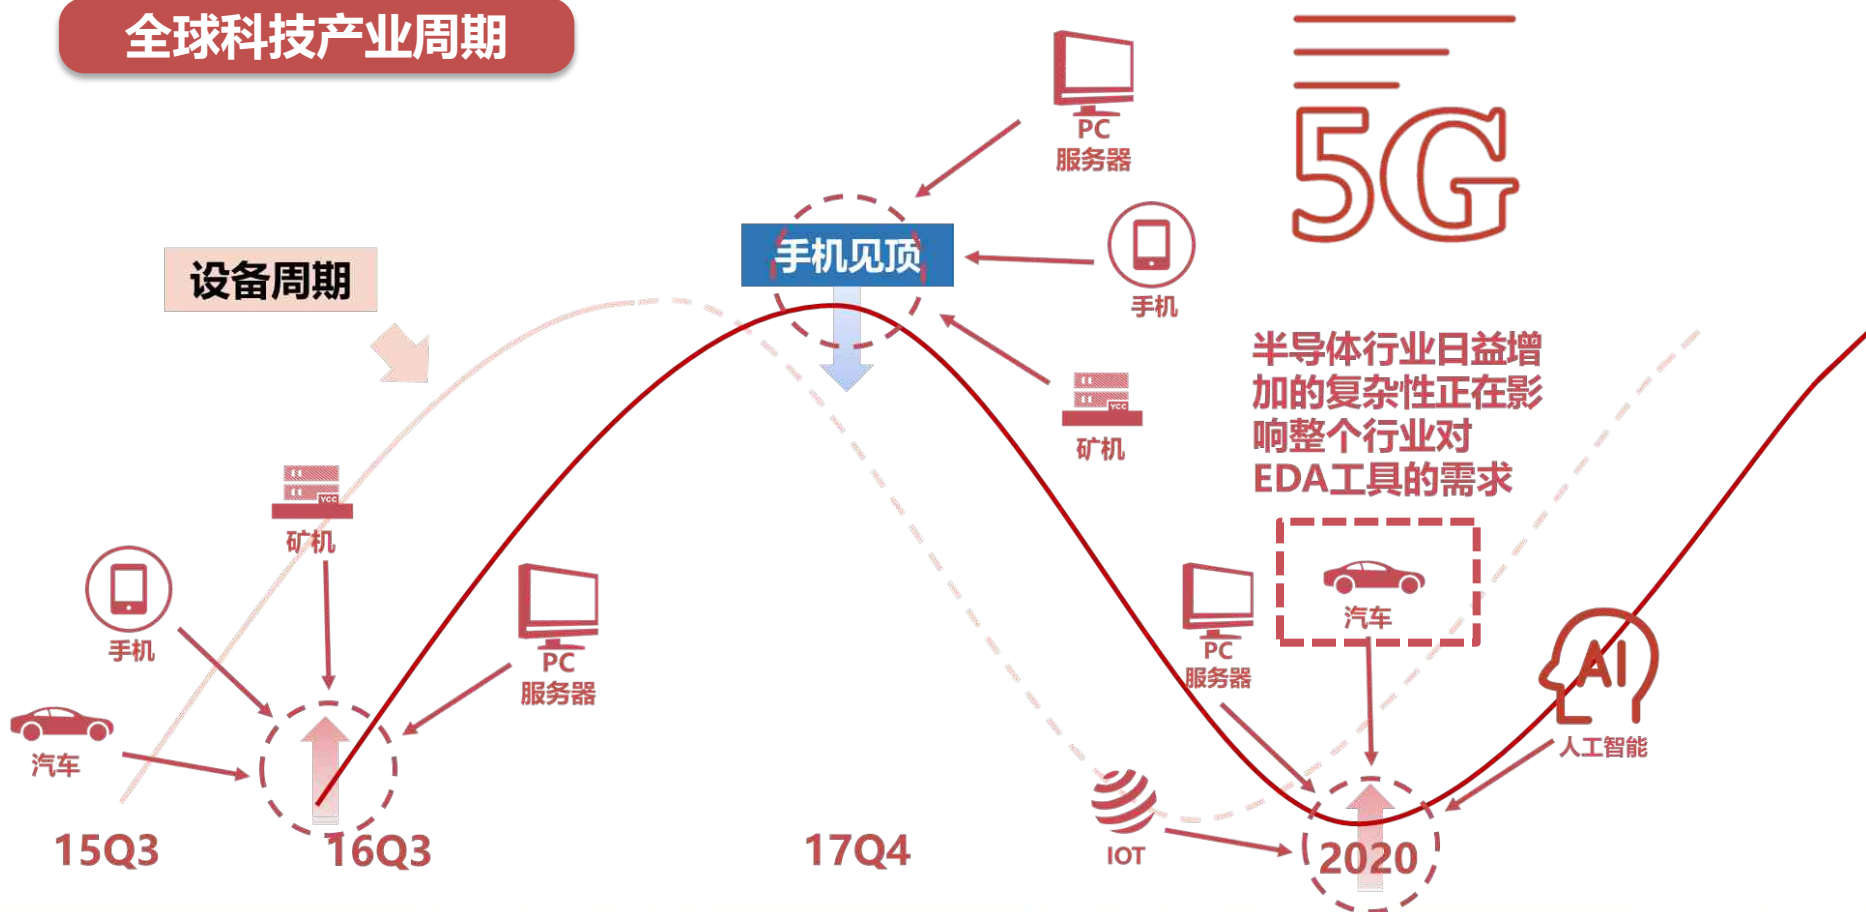 全球科技产业周期
5G
PC
服务器
手机见顶
设备周期
手机
半导体行业日益增
加的复杂性正在影
响整个行业对
EDA工具的需求
YCC
矿机
YCC
矿机
手机
PC
服务器
汽车
PC
服务器
汽车
AI
人工智能
IOT
15Q3
16Q3
17Q4
2020